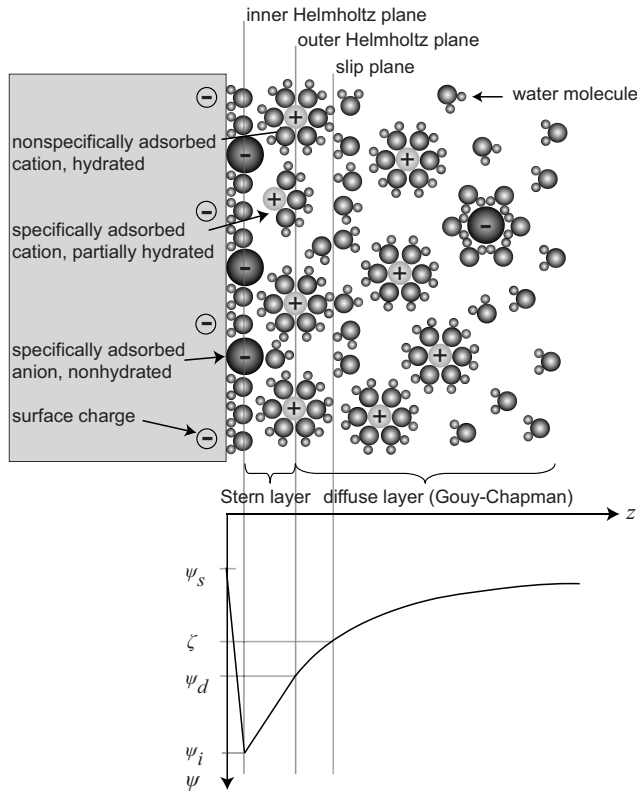 inner Helmholtz plane
outer Helmholtz plane
slip plane
water molecule
nonspecifically adsorbed
cation, hydrated
specifically adsorbed
cation, partially hydrated
specifically adsorbed
anion, nonhydrated
surface charge
Stern layer
diffuse layer (Gouy-Chapman)
z
ψs
ζ
ψd
ψi
ψ